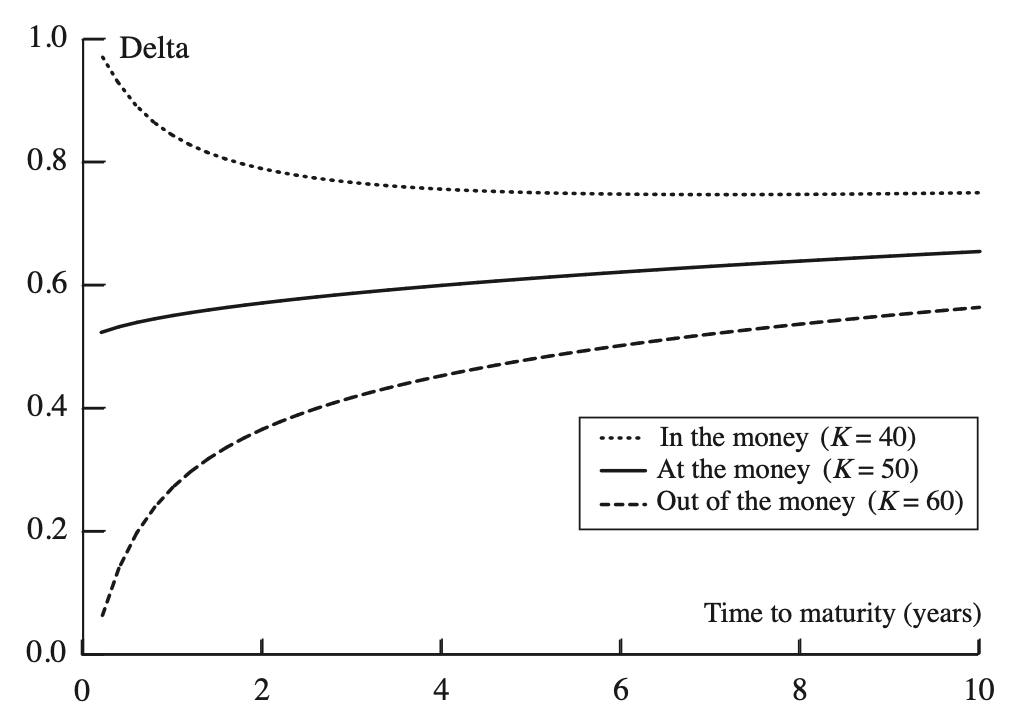 1.0
Delta
0.8
0.6
0.4
In the money (K = 40)
At the money (K = 50)
Out of the money (K = 60)
0.2
Time to maturity (years)
0.0
0 2 4 6 8 10